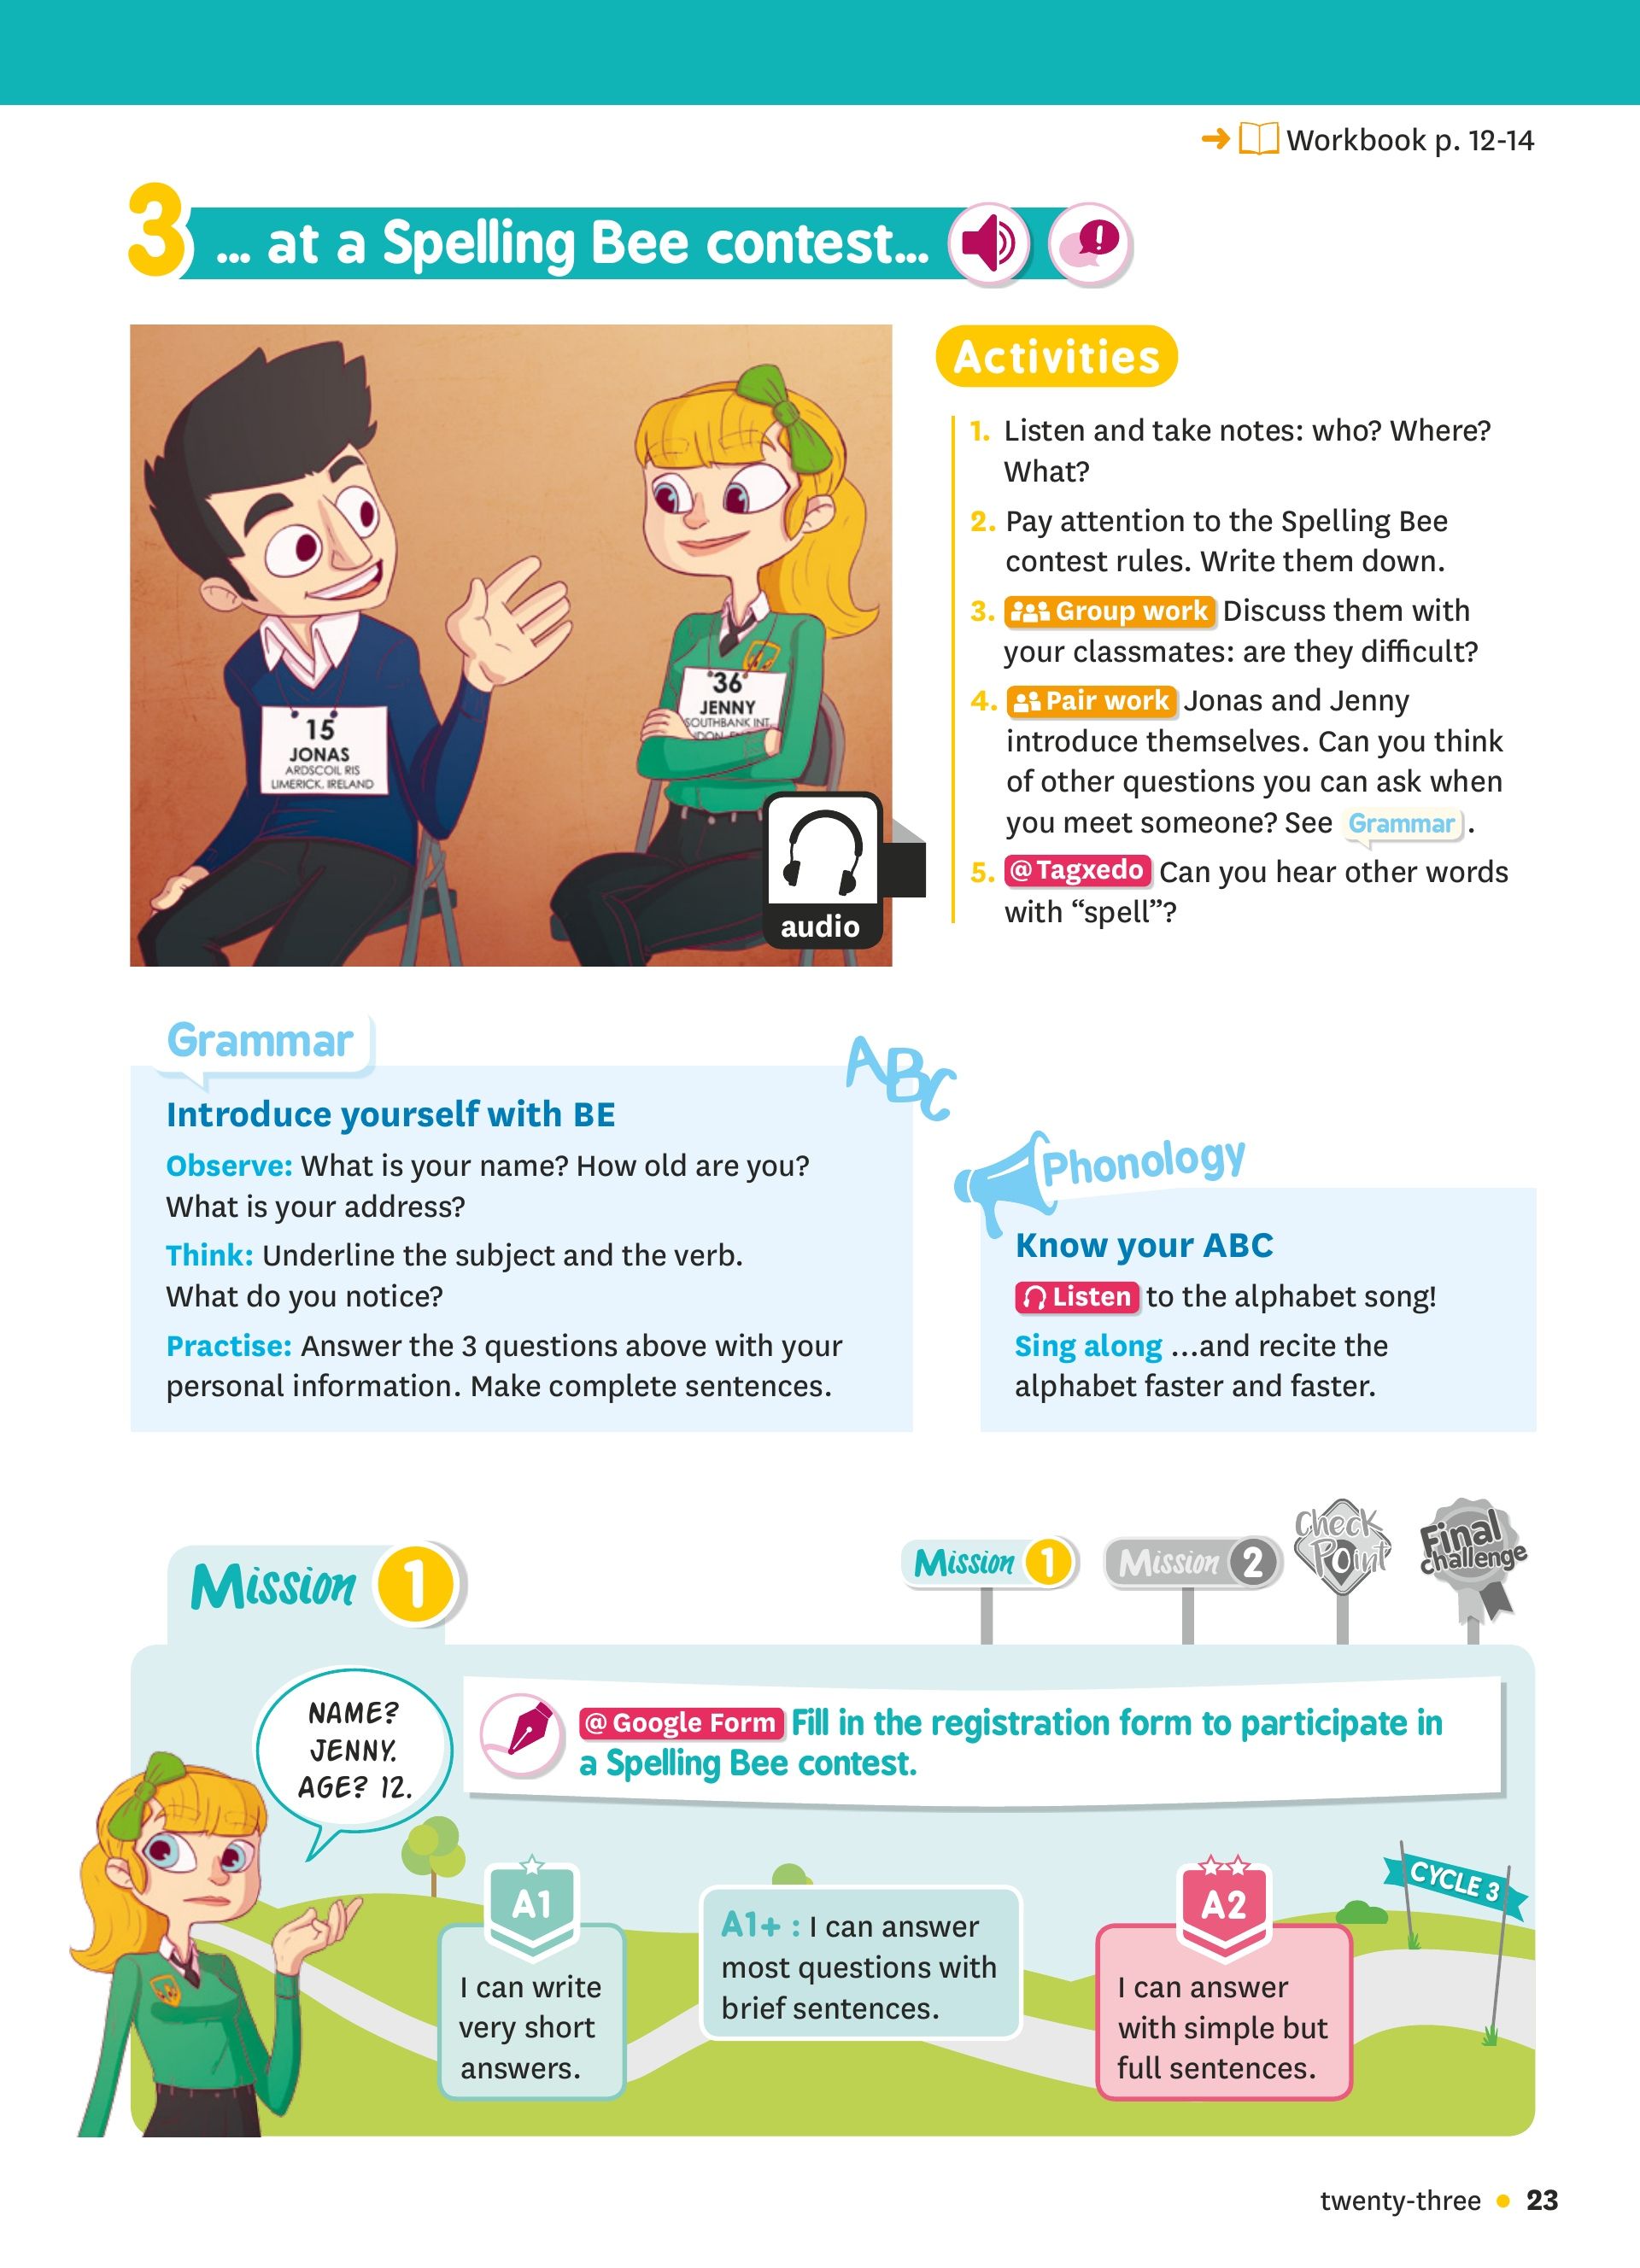 Workbook p. 12-14
3 ... at a Spelling Bee contest...
15
JONAS
ARDSCOIL RIS
LIMERICK, IRELAND
36
JENNY
SOUTHBANK INT.
audio
Activities
1. Listen and take notes: who? Where?
What?
2. Pay attention to the Spelling Bee
contest rules. Write them down.
3. Group work Discuss them with
your classmates: are they difficult?
4. Pair work Jonas and Jenny
introduce themselves. Can you think
of other questions you can ask when
you meet someone? See Grammar.
5. @Tagxedo Can you hear other words
with “spell”?
Grammar
ABC
Introduce yourself with BE
Observe: What is your name? How old are you?
What is your address?
Think: Underline the subject and the verb.
What do you notice?
Practise: Answer the 3 questions above with your
personal information. Make complete sentences.
Phonology
Know your ABC
Listen to the alphabet song!
Sing along ...and recite the
alphabet faster and faster.
Mission 1
Mission 1
Mission 2
Check
Point
Final
challenge
NAME?
JENNY.
AGE? 12.
@Google Form Fill in the registration form to participate in
a Spelling Bee contest.
A1
I can write
very short
answers.
A1+ : I can answer
most questions with
brief sentences.
A2
I can answer
with simple but
full sentences.
CYCLE 3
twenty-three • 23